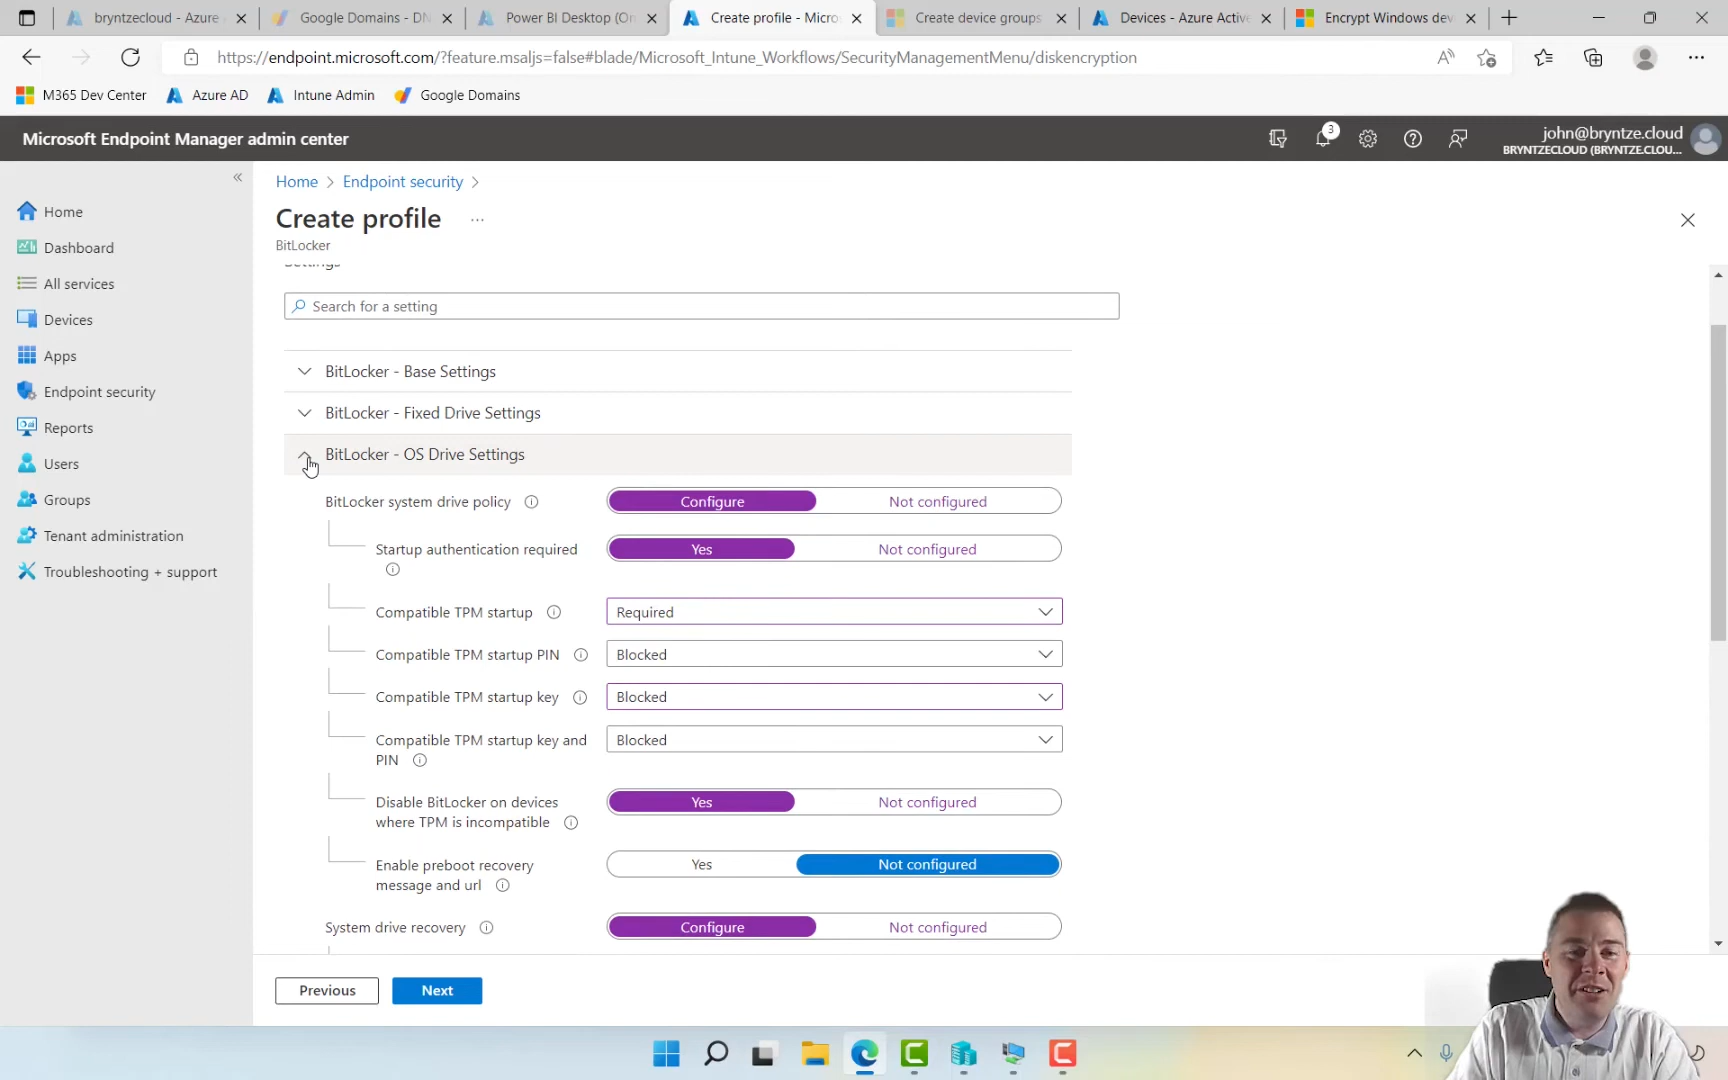 bryntzecloud - Azure
Google Domains - DN
Power BI Desktop (On
Create profile - Micro
Create device groups
Devices - Azure Activ
Encrypt Windows dev
https://endpoint.microsoft.com/?feature.msaljs=false#blade/Microsoft_Intune_Workflows/SecurityManagementMenu/diskencryption
M365 Dev Center
Azure AD
Intune Admin
Google Domains
Microsoft Endpoint Manager admin center
3
john@bryntze.cloud
BRYNTZECLOUD (BRYNTZE.CLOU...
Home
Dashboard
All services
Devices
Apps
Endpoint security
Reports
Users
Groups
Tenant administration
Troubleshooting + support
Home > Endpoint security >
Create profile ...
BitLocker
Settings
Search for a setting
BitLocker - Base Settings
BitLocker - Fixed Drive Settings
BitLocker - OS Drive Settings
BitLocker system drive policy
Configure
Not configured
Startup authentication required
Yes
Not configured
Compatible TPM startup
Required
Compatible TPM startup PIN
Blocked
Compatible TPM startup key
Blocked
Compatible TPM startup key and
PIN
Blocked
Disable BitLocker on devices
where TPM is incompatible
Yes
Not configured
Enable preboot recovery
message and url
Yes
Not configured
System drive recovery
Configure
Not configured
Previous
Next